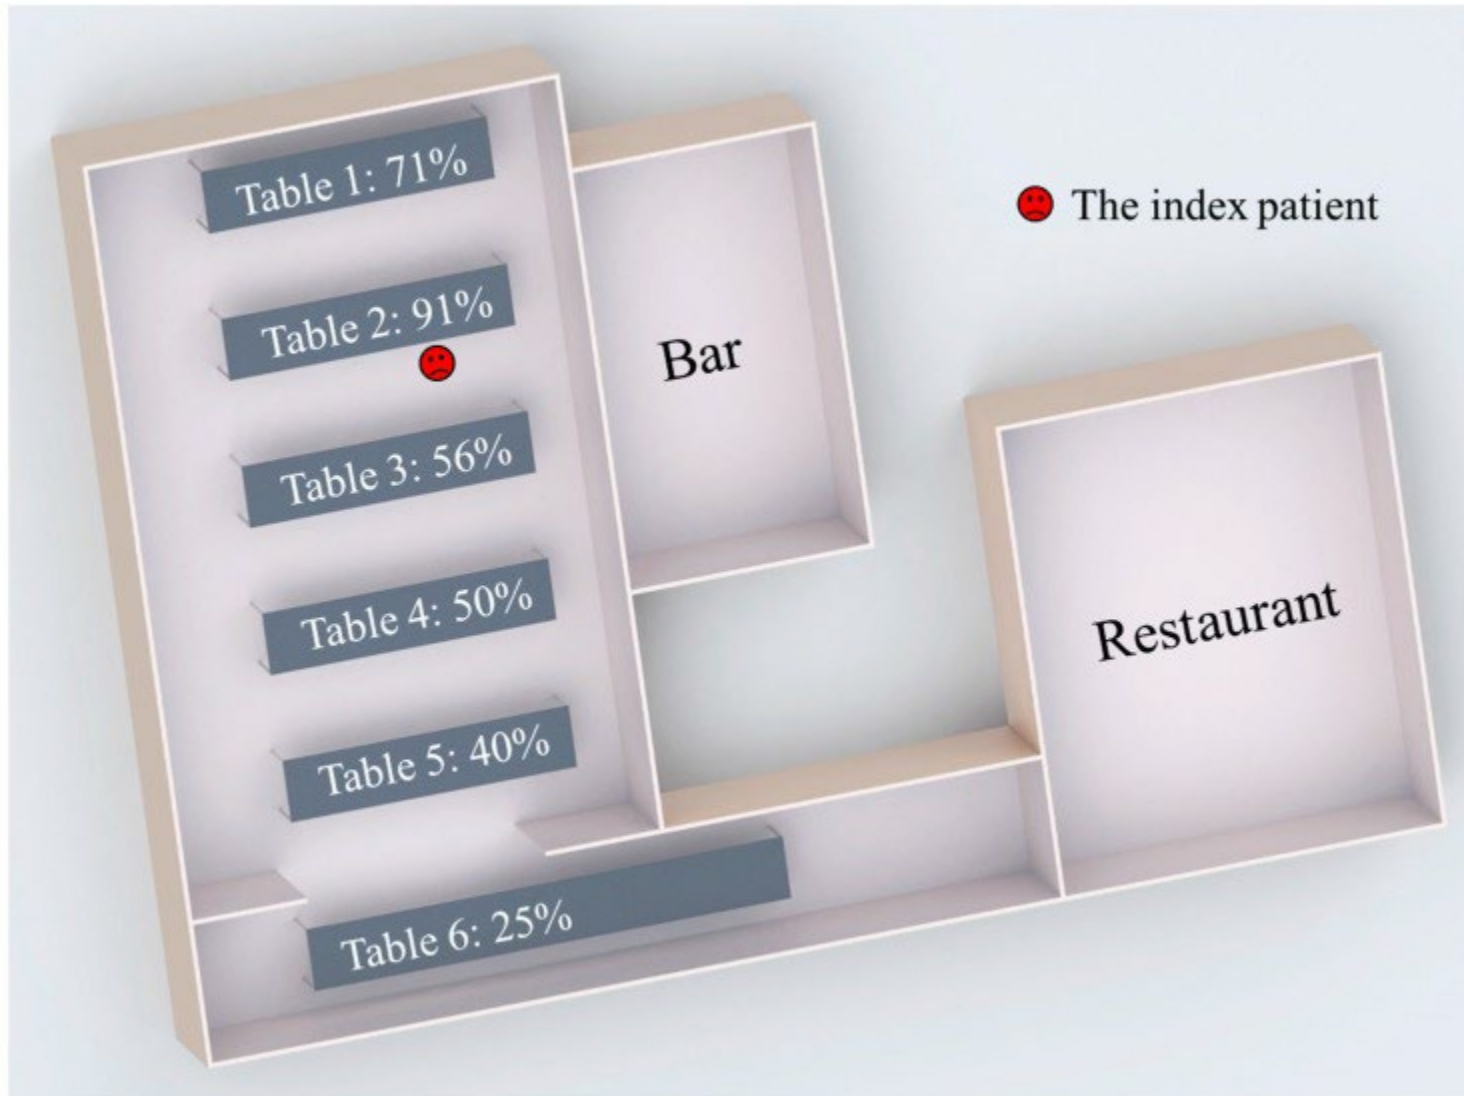 Table 1: 71%
The index patient
Table 2: 91%
Bar
Table 3: 56%
Table 4: 50%
Restaurant
Table 5: 40%
Table 6: 25%